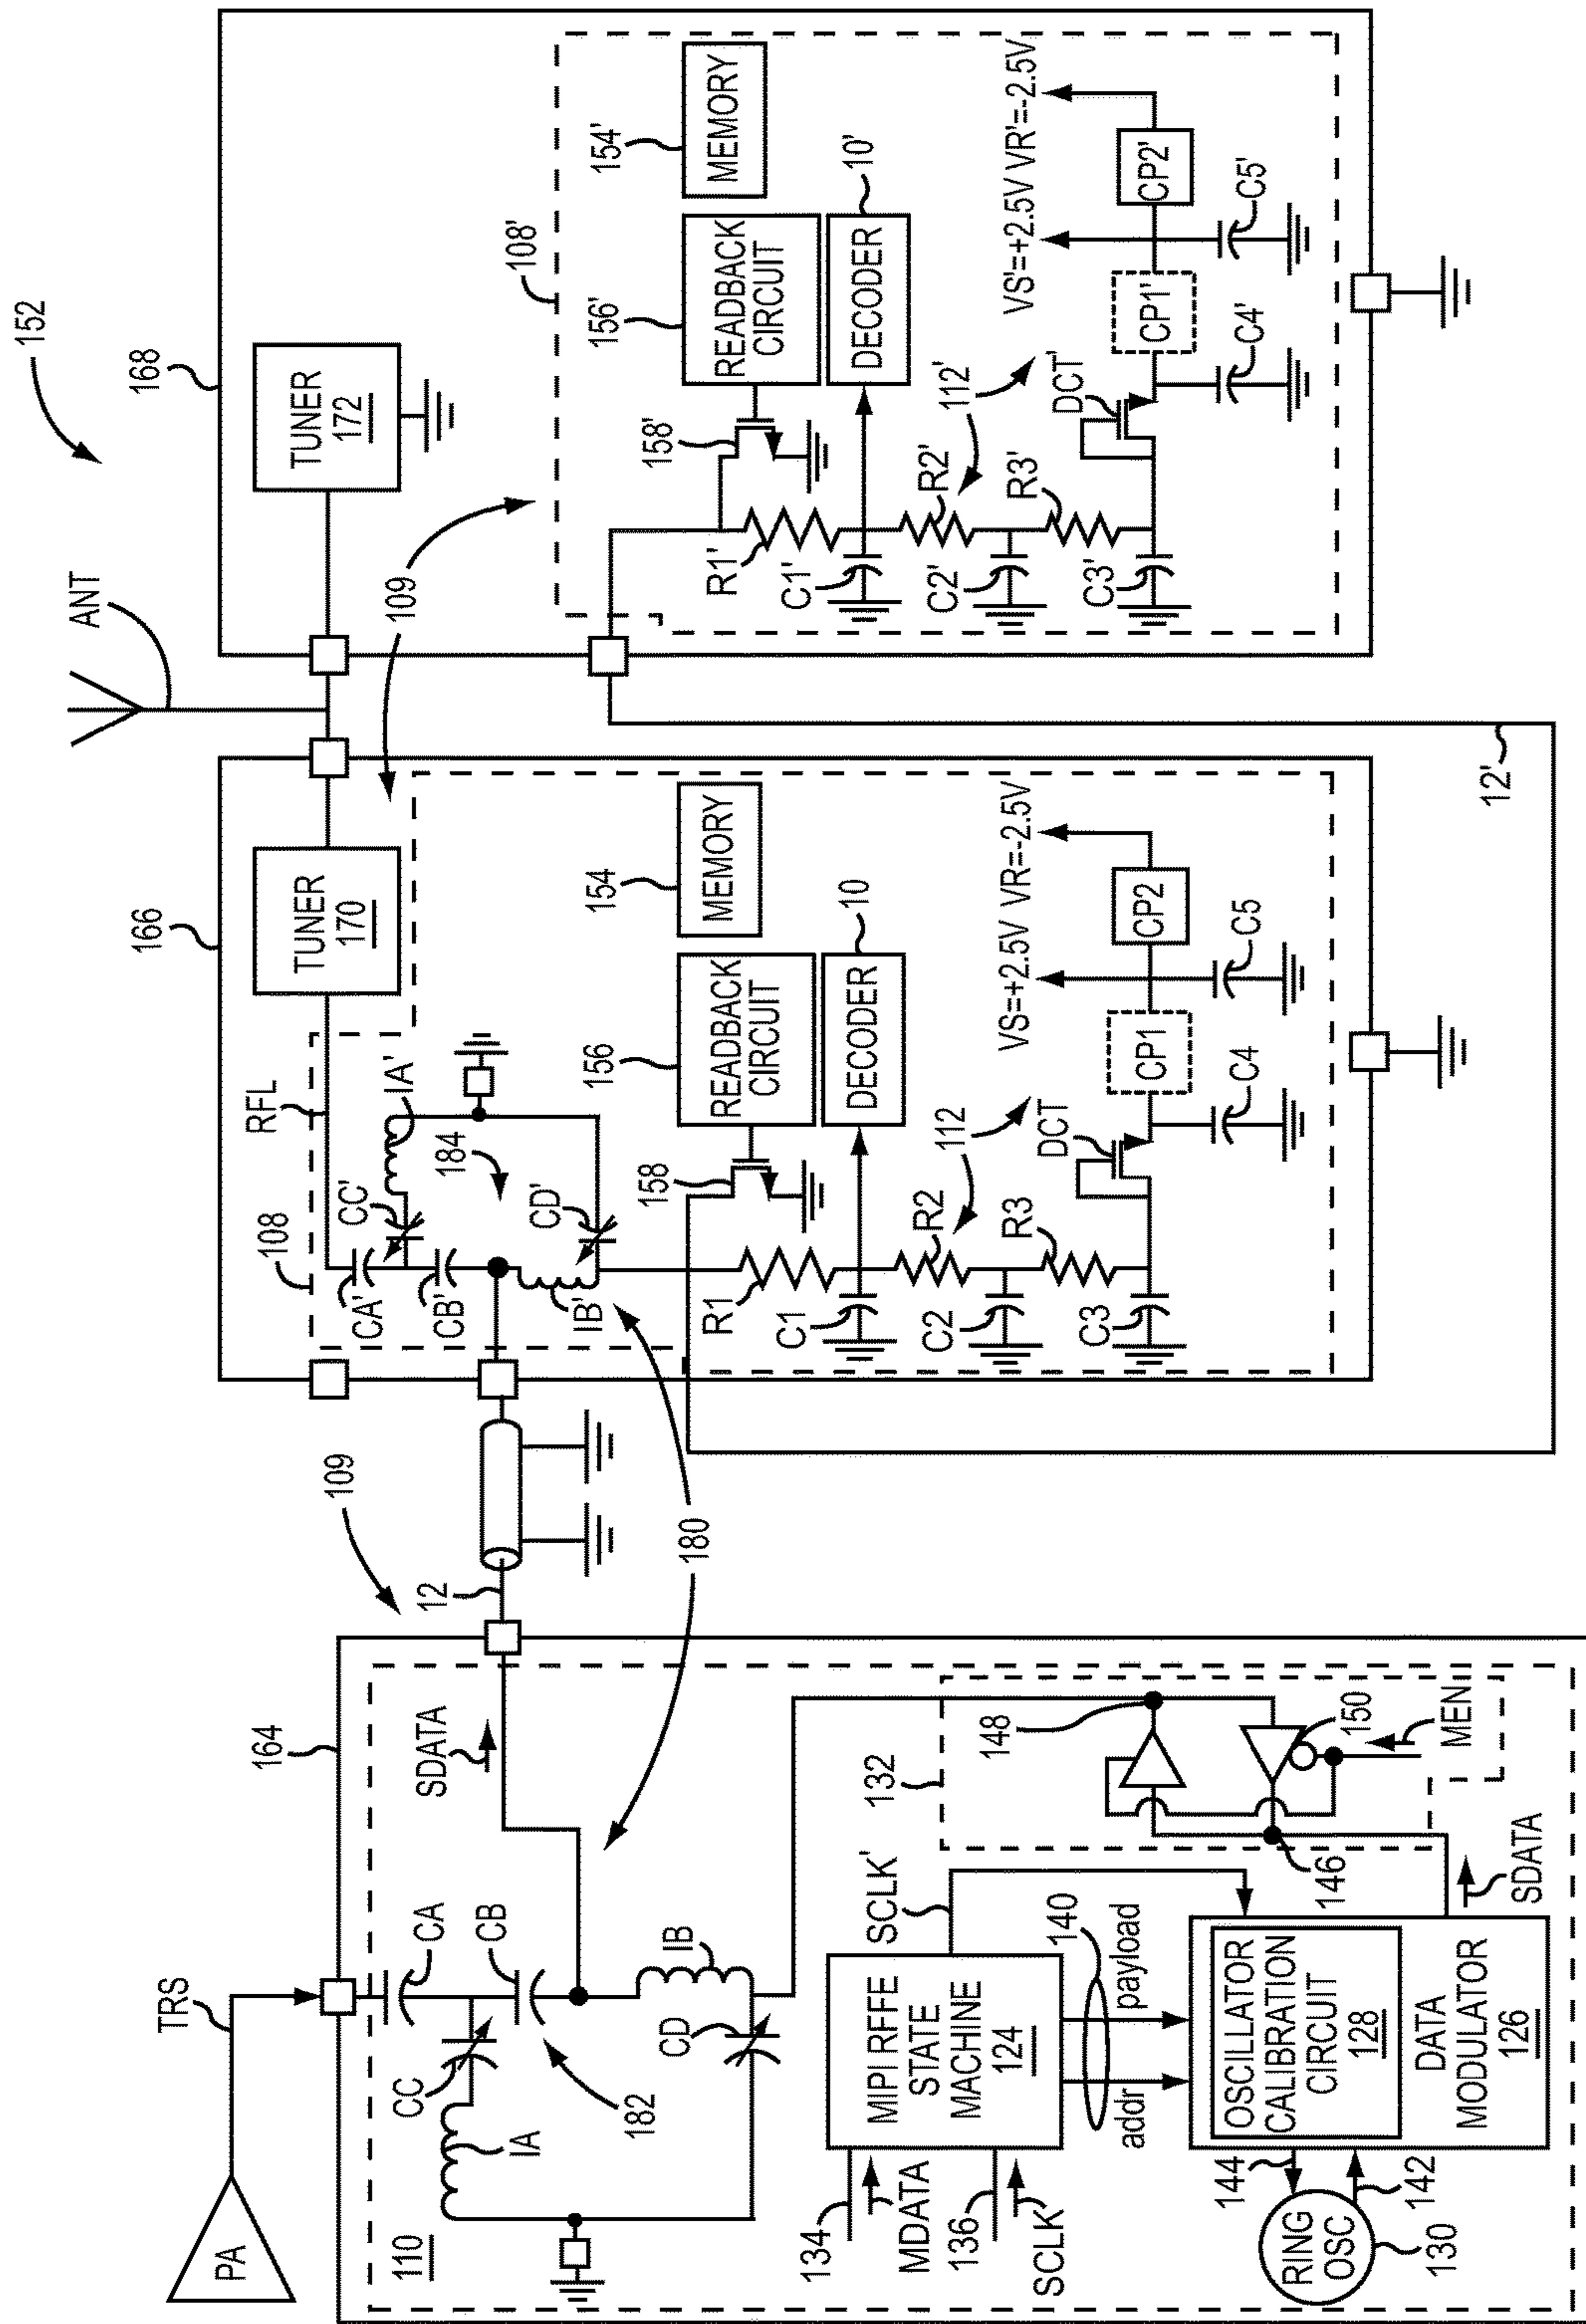 PA
TRS
164
110
CA
CC
CB
IA
182
IB
CD
SDATA
109
12
180
134
MDATA
136
SCLK
MIPI RFFE
STATE
MACHINE
124
SCLK'
140
addr
payload
OSCILLATOR
CALIBRATION
CIRCUIT
128
DATA
MODULATOR
126
144
142
RING
OSC
130
132
148
146
150
MEN
SDATA
166
108
RFL
TUNER
170
CA'
CC'
IA'
CB'
184
IB'
CD'
158
156
READBACK
CIRCUIT
154
MEMORY
R1
C1
10
DECODER
R2
112
C2
R3
C3
DCT
VS=+2.5V VR=-2.5V
CP1
CP2
C4
C5
12'
ANT
109
152
168
TUNER
172
108'
158'
156'
READBACK
CIRCUIT
154'
MEMORY
R1'
C1'
10'
DECODER
R2'
112'
C2'
R3'
C3'
DCT'
VS'=+2.5V VR'=-2.5V
CP1'
CP2'
C4'
C5'